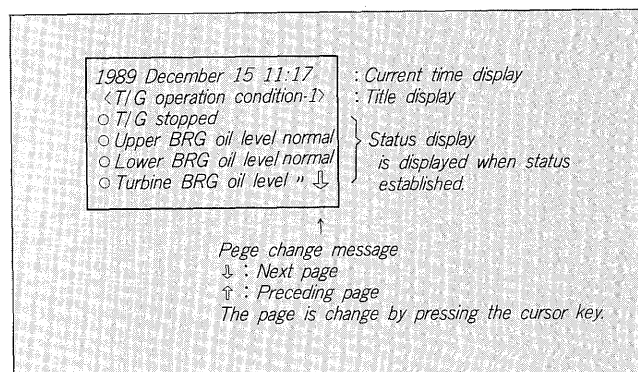 1989 December 15 11:17 : Current time display
<T/G operation condition-1> : Title display
○ T/G stopped
○ Upper BRG oil level normal Status display
○ Lower BRG oil level normal is displayed when status
○ Turbine BRG oil level 〃 ⇩ established.
↑
Pege change message
⇩ : Next page
⇧ : Preceding page
The page is change by pressing the cursor key.